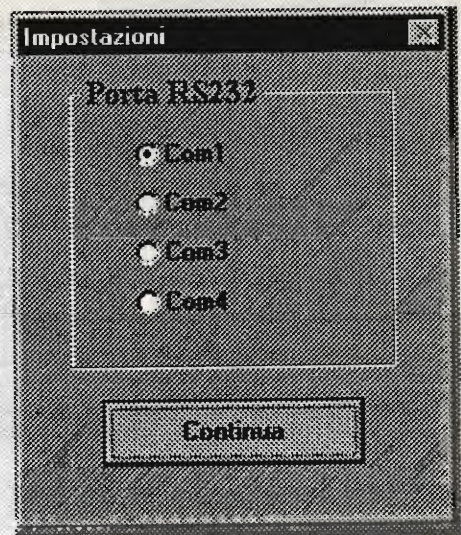 Impostazioni
Porta RS232
Com1
Com2
Com3
Com4
Continua